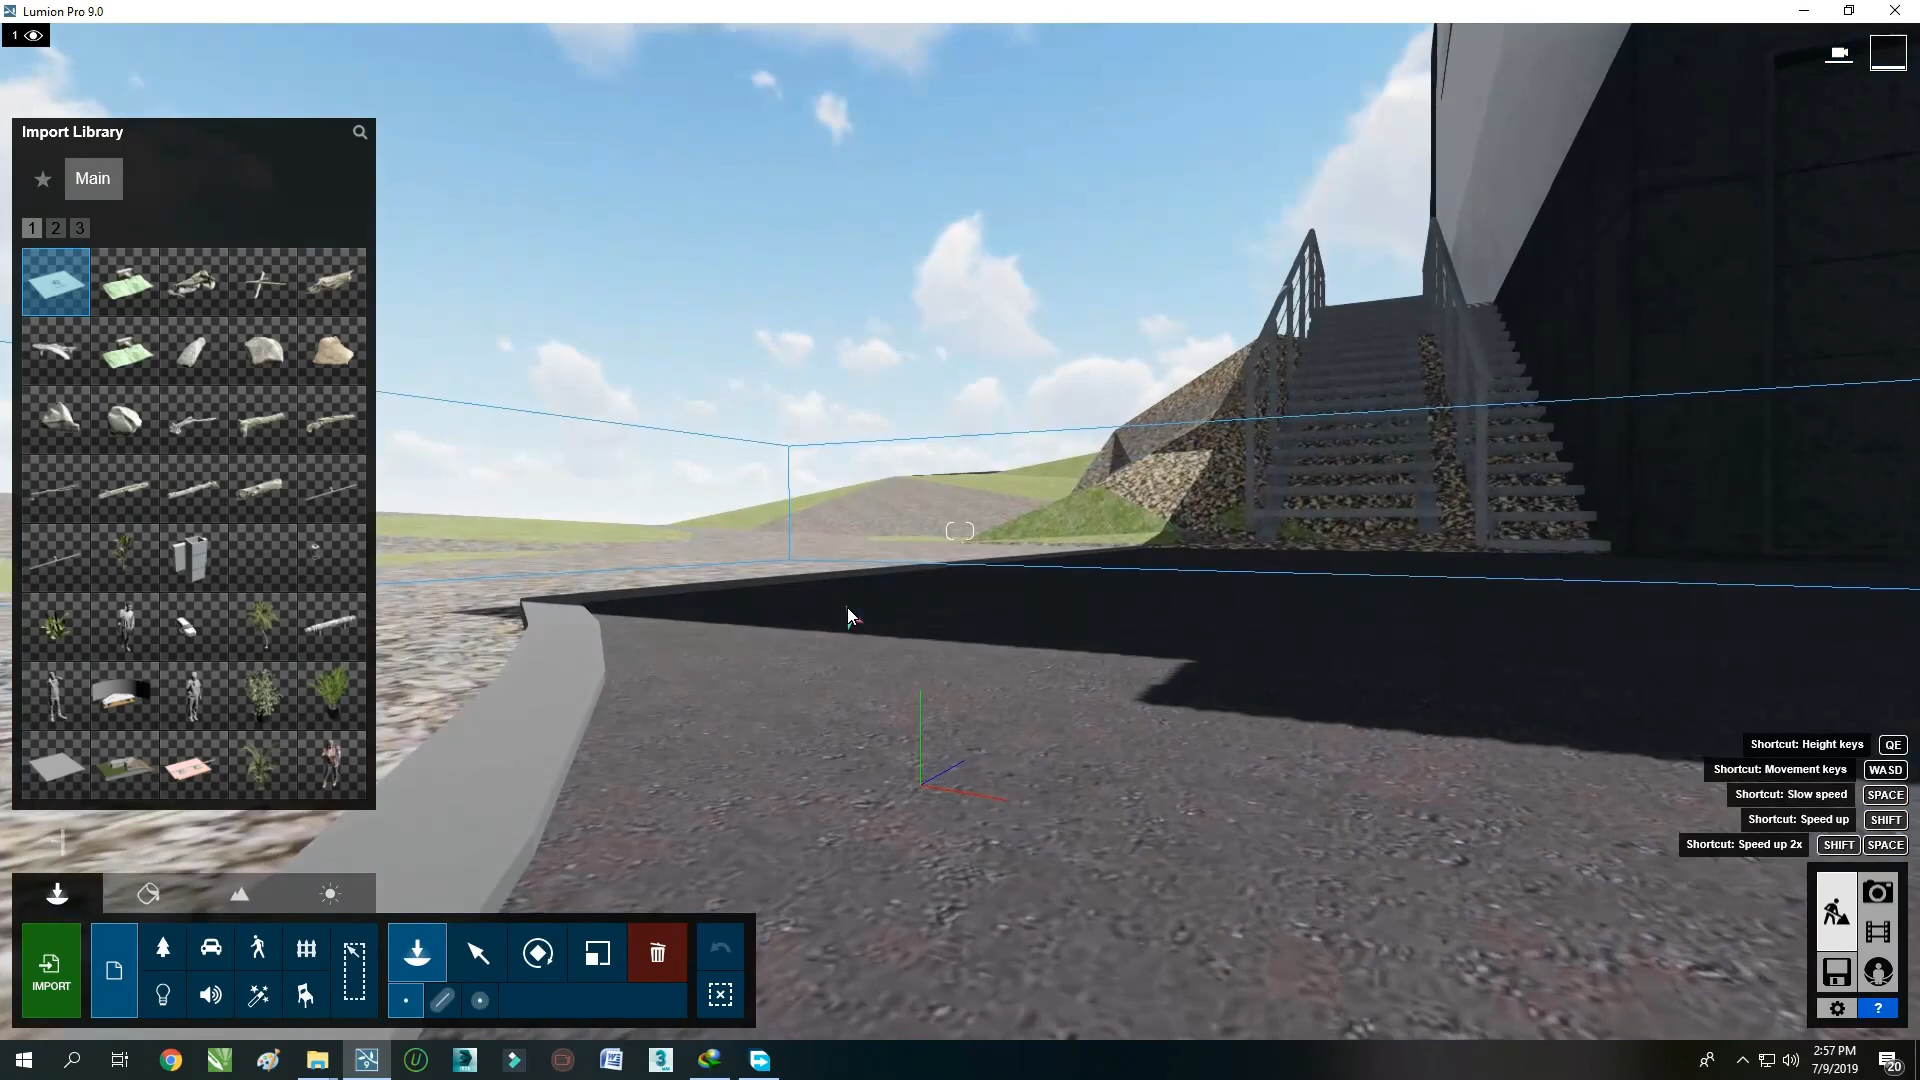 Lumion Pro 9.0
1
Import Library
Main
1 2 3
Shortcut: Height keys QE
Shortcut: Movement keys WASD
Shortcut: Slow speed SPACE
Shortcut: Speed up SHIFT
Shortcut: Speed up 2x SHIFT SPACE
IMPORT
?
2:57 PM
7/9/2019
20